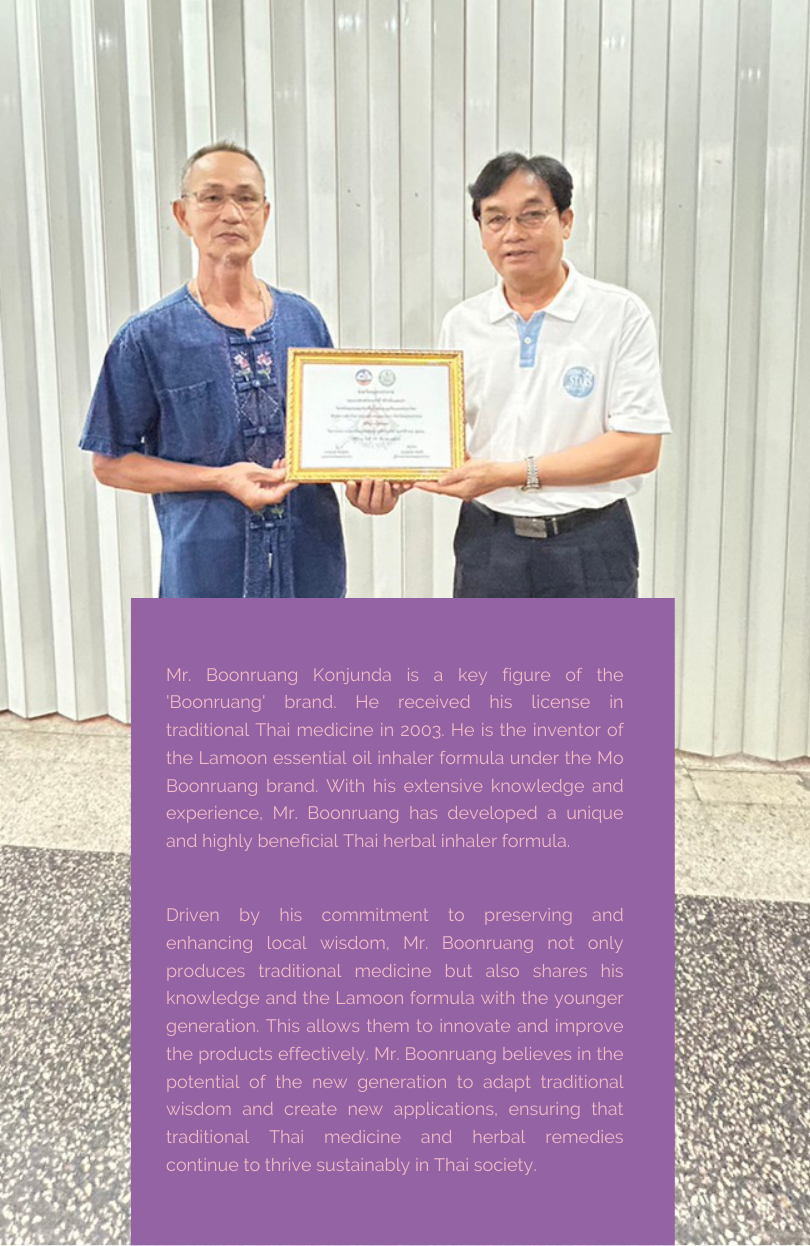 STARS
Mr. Boonruang Konjunda is a key figure of the
'Boonruang' brand. He received his license in
traditional Thai medicine in 2003. He is the inventor of
the Lamoon essential oil inhaler formula under the Mo
Boonruang brand. With his extensive knowledge and
experience, Mr. Boonruang has developed a unique
and highly beneficial Thai herbal inhaler formula.
Driven by his commitment to preserving and
enhancing local wisdom, Mr. Boonruang not only
produces traditional medicine but also shares his
knowledge and the Lamoon formula with the younger
generation. This allows them to innovate and improve
the products effectively. Mr. Boonruang believes in the
potential of the new generation to adapt traditional
wisdom and create new applications, ensuring that
traditional Thai medicine and herbal remedies
continue to thrive sustainably in Thai society.